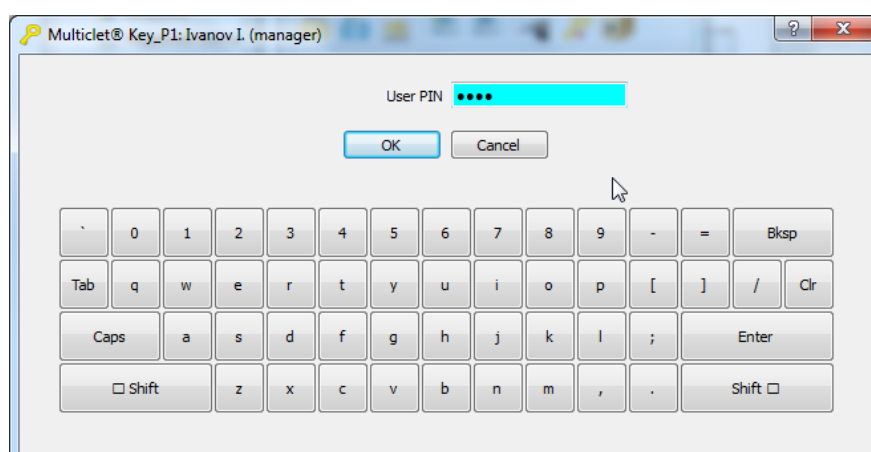 Multiclet® Key_P1: Ivanov I. (manager) ? X
User PIN ••••
OK Cancel
` 0 1 2 3 4 5 6 7 8 9 - = Bksp
Tab q w e r t y u i o p [ ] / Clr
Caps a s d f g h j k l ; Enter
☐ Shift z x c v b n m , . Shift ☐